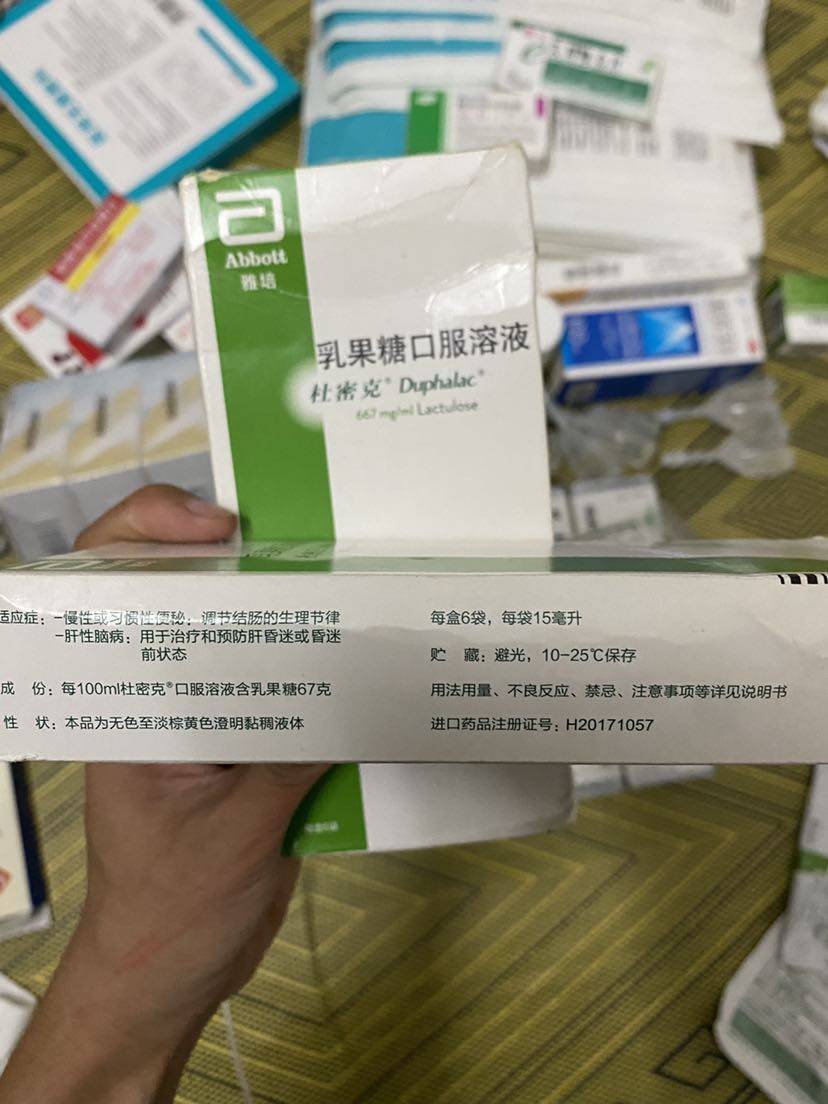 Abbott
雅培
乳果糖口服溶液
杜密克® Duphalac®
667 mg/ml Lactulose
适应症：-慢性或习惯性便秘：调节结肠的生理节律
-肝性脑病：用于治疗和预防肝昏迷或昏迷
前状态
成 份：每100ml杜密克®口服溶液含乳果糖67克
性 状：本品为无色至淡棕黄色澄明黏稠液体
每盒6袋，每袋15毫升
贮 藏：避光，10-25℃保存
用法用量、不良反应、禁忌、注意事项等详见说明书
进口药品注册证号：H20171057